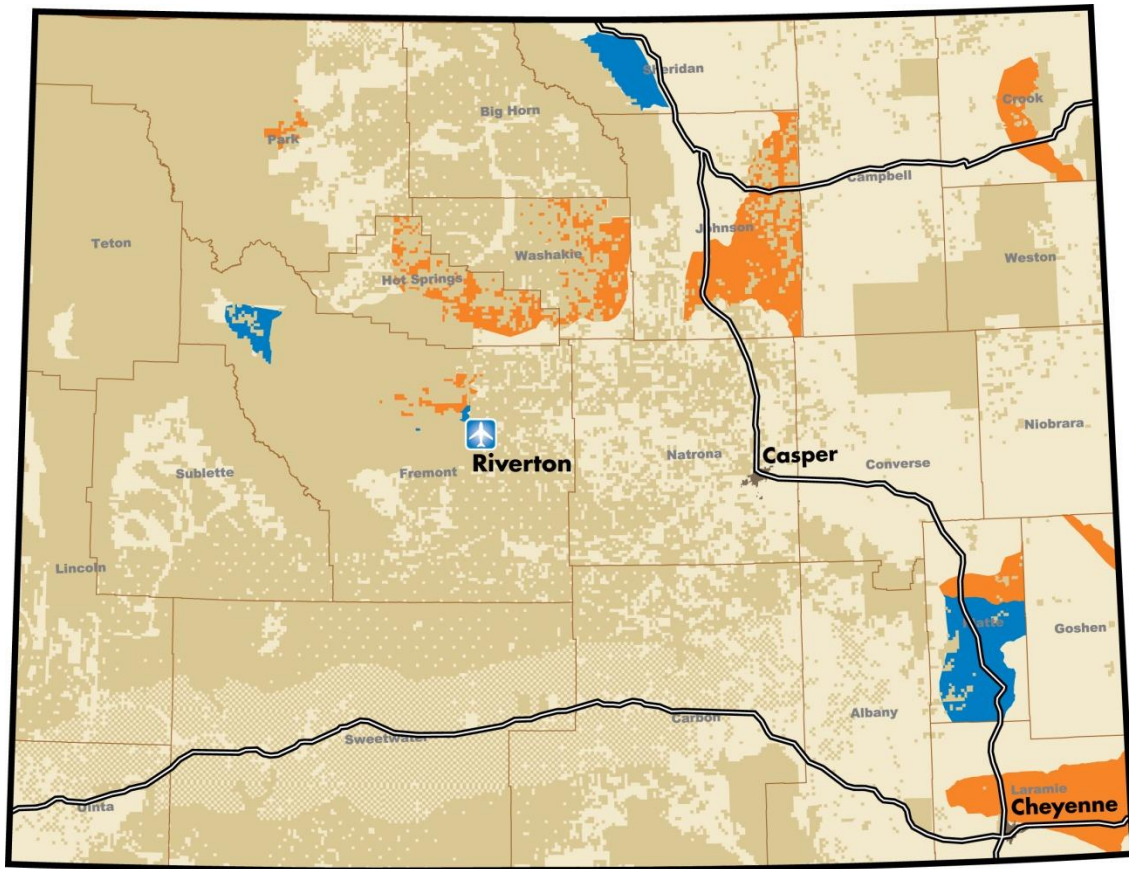 Sheridan
Crook
Big Horn
Park
Campbell
Johnson
Teton
Washakie
Weston
Hot Springs
Niobrara
Riverton
Fremont
Natrona
Casper
Converse
Sublette
Lincoln
Platte
Goshen
Albany
Carbon
Sweetwater
Laramie
Cheyenne
Uinta